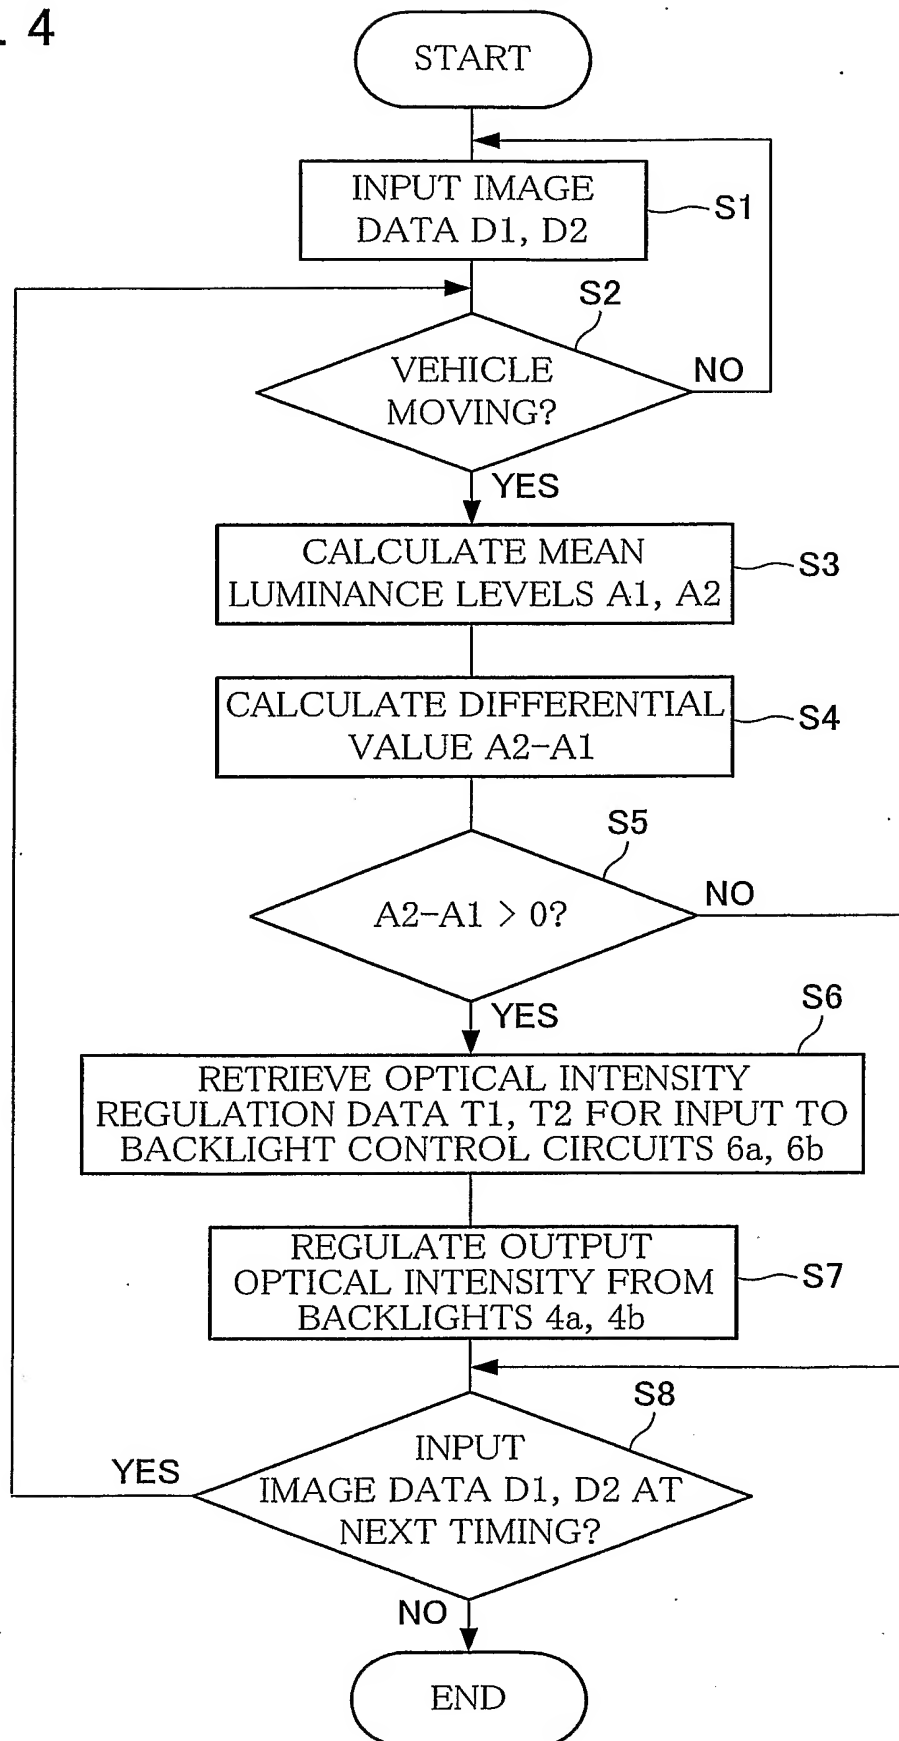 . 4
START
INPUT IMAGE
DATA D1, D2
S1
S2
VEHICLE
MOVING?
NO
YES
CALCULATE MEAN
LUMINANCE LEVELS A1, A2
S3
CALCULATE DIFFERENTIAL
VALUE A2-A1
S4
S5
A2-A1 > 0?
NO
YES
S6
RETRIEVE OPTICAL INTENSITY
REGULATION DATA T1, T2 FOR INPUT TO
BACKLIGHT CONTROL CIRCUITS 6a, 6b
REGULATE OUTPUT
OPTICAL INTENSITY FROM
BACKLIGHTS 4a, 4b
S7
S8
INPUT
IMAGE DATA D1, D2 AT
NEXT TIMING?
YES
NO
END